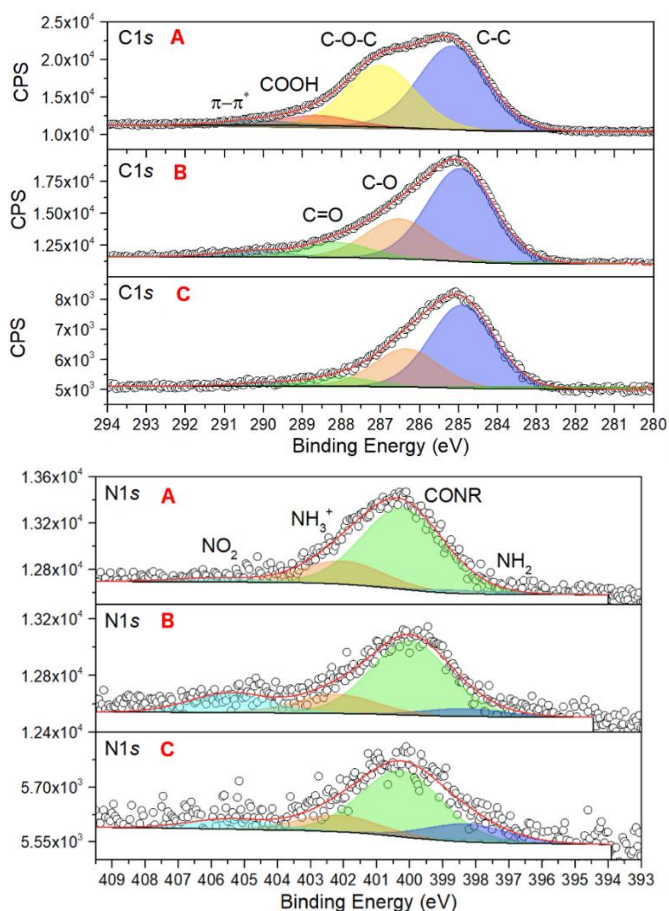 C1s A
C-O-C
C-C
COOH
π–π*
CPS
2.5x10⁴
2.0x10⁴
1.5x10⁴
1.0x10⁴
C1s B
C-O
C=O
CPS
1.75x10⁴
1.50x10⁴
1.25x10⁴
C1s C
CPS
8x10³
7x10³
6x10³
5x10³
294 293 292 291 290 289 288 287 286 285 284 283 282 281 280
Binding Energy (eV)
N1s A
CONR
NH₃⁺
NO₂
NH₂
1.36x10⁴
1.32x10⁴
1.28x10⁴
N1s B
1.32x10⁴
1.28x10⁴
1.24x10⁴
N1s C
5.70x10³
5.55x10³
409 408 407 406 405 404 403 402 401 400 399 398 397 396 395 394 393
Binding Energy (eV)